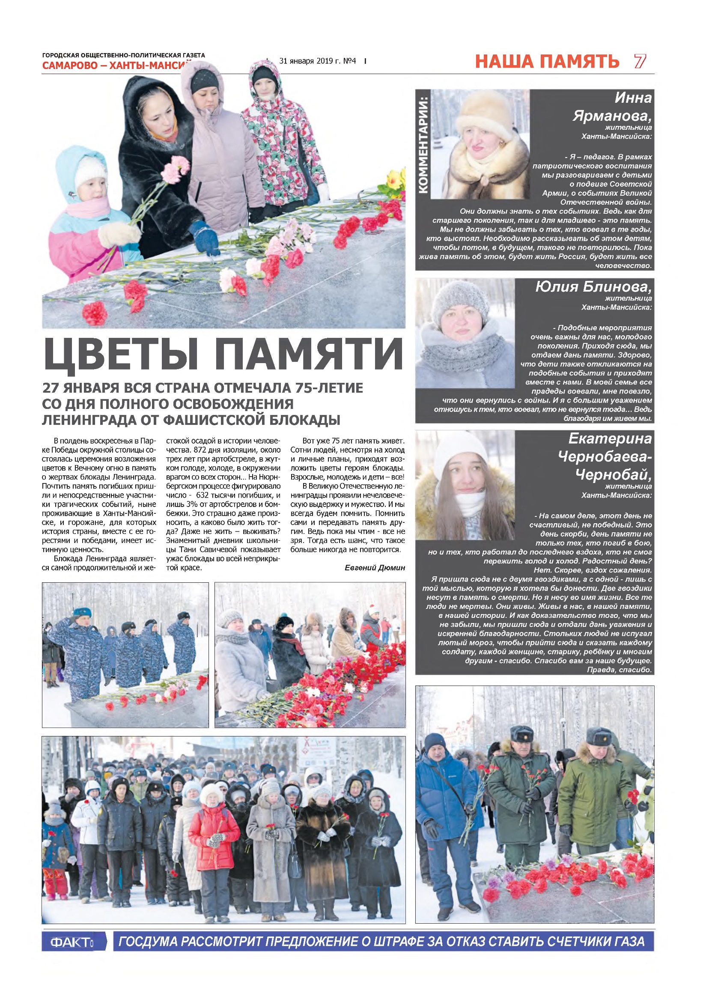 ГОРОДСКАЯ ОБЩЕСТВЕННО-ПОЛИТИЧЕСКАЯ ГАЗЕТА
САМАРОВО – ХАНТЫ-МАНСИЙ
31 января 2019 г. №4
НАША ПАМЯТЬ 7
ЦВЕТЫ ПАМЯТИ
27 ЯНВАРЯ ВСЯ СТРАНА ОТМЕЧАЛА 75-ЛЕТИЕ
СО ДНЯ ПОЛНОГО ОСВОБОЖДЕНИЯ
ЛЕНИНГРАДА ОТ ФАШИСТСКОЙ БЛОКАДЫ
В полдень воскресенья в Пар-
ке Победы окружной столицы со-
стоялась церемония возложения
цветов к Вечному огню в память
о жертвах блокады Ленинграда.
Почтить память погибших приш-
ли и непосредственные участни-
ки трагических событий, ныне
проживающие в Ханты-Мансий-
ске, и горожане, для которых
история страны, вместе с ее го-
рестями и победами, имеет ис-
тинную ценность.
Блокада Ленинграда являет-
ся самой продолжительной и же-
стокой осадой в истории челове-
чества. 872 дня изоляции, около
трех лет при артобстреле, в жут-
ком голоде, холоде, в окружении
врагом со всех сторон... На Нюрн-
бергском процессе фигурировало
число - 632 тысячи погибших, и
лишь 3% от артобстрелов и бом-
бежки. Это страшно даже произ-
носить, а каково было жить тог-
да? Даже не жить – выживать?
Знаменитый дневник школьни-
цы Тани Савичевой показывает
ужас блокады во всей неприкры-
той красе.
Вот уже 75 лет память живет.
Сотни людей, несмотря на холод
и личные планы, приходят воз-
ложить цветы героям блокады.
Взрослые, молодежь и дети – все!
В Великую Отечественную ле-
нинградцы проявили нечеловече-
скую выдержку и мужество. И мы
всегда будем помнить. Помнить
сами и передавать память дру-
гим. Ведь пока мы чтим - все не
зря. Тогда есть шанс, что такое
больше никогда не повторится.
Евгений Дюмин
КОММЕНТАРИИ:
Инна
Ярманова,
жительница
Ханты-Мансийска:
- Я – педагог. В рамках
патриотического воспитания
мы разговариваем с детьми
о подвиге Советской
Армии, о событиях Великой
Отечественной войны.
Они должны знать о тех событиях. Ведь как для
старшего поколения, так и для младшего - это память.
Мы не должны забывать о тех, кто воевал в те годы,
кто выстоял. Необходимо рассказывать об этом детям,
чтобы потом, в будущем, такого не повторилось. Пока
жива память об этом, будет жить Россия, будет жить все
человечество.
Юлия Блинова,
жительница
Ханты-Мансийска:
- Подобные мероприятия
очень важны для нас, молодого
поколения. Приходя сюда, мы
отдаем дань памяти. Здорово,
что дети также откликаются на
подобные события и приходят
вместе с нами. В моей семье все
прадеды воевали, мне повезло,
что они вернулись с войны. И я с большим уважением
отношусь к тем, кто воевал, кто не вернулся тогда... Ведь
благодаря им живем мы.
Екатерина
Чернобаева-
Чернобай,
жительница
Ханты-Мансийска:
- На самом деле, этот день не
счастливый, не победный. Это
день скорби, день памяти не
только тех, кто погиб в бою,
но и тех, кто работал до последнего вздоха, кто не смог
пережить голод и холод. Радостный день?
Нет. Скорее, вздох сожаления.
Я пришла сюда не с двумя гвоздиками, а с одной - лишь с
той мыслью, которую я хотела бы донести. Две гвоздики
несут в память о смерти. Но я несу во имя жизни. Все те
люди не мертвы. Они живы. Живы в нас, в нашей памяти,
в нашей истории. И как доказательство того, что мы
не забыли, мы пришли сюда и отдали дань уважения и
искренней благодарности. Стольких людей не испугал
лютый мороз, чтобы прийти сюда и сказать каждому
солдату, каждой женщине, старику, ребёнку и многим
другим - спасибо. Спасибо вам за наше будущее.
Правда, спасибо.
ФАКТ:
ГОСДУМА РАССМОТРИТ ПРЕДЛОЖЕНИЕ О ШТРАФЕ ЗА ОТКАЗ СТАВИТЬ СЧЕТЧИКИ ГАЗА